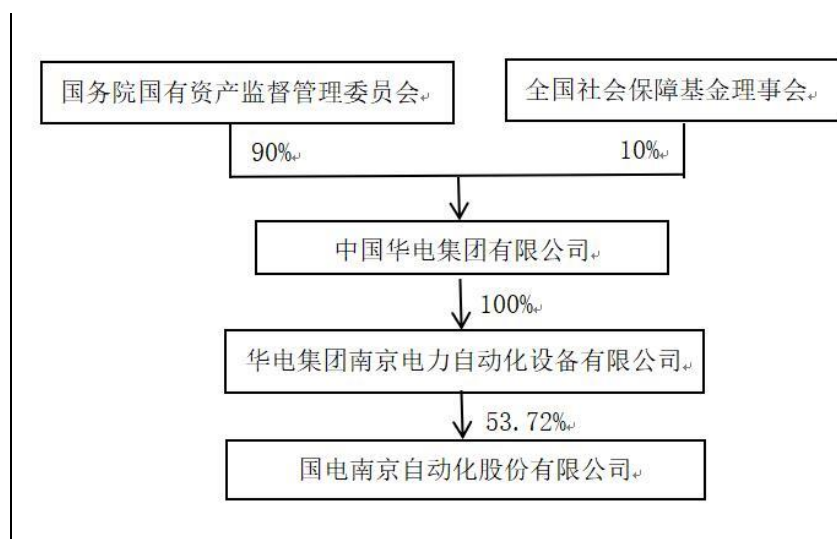 国务院国有资产监督管理委员会
全国社会保障基金理事会
90%
10%
中国华电集团有限公司
100%
华电集团南京电力自动化设备有限公司
53.72%
国电南京自动化股份有限公司